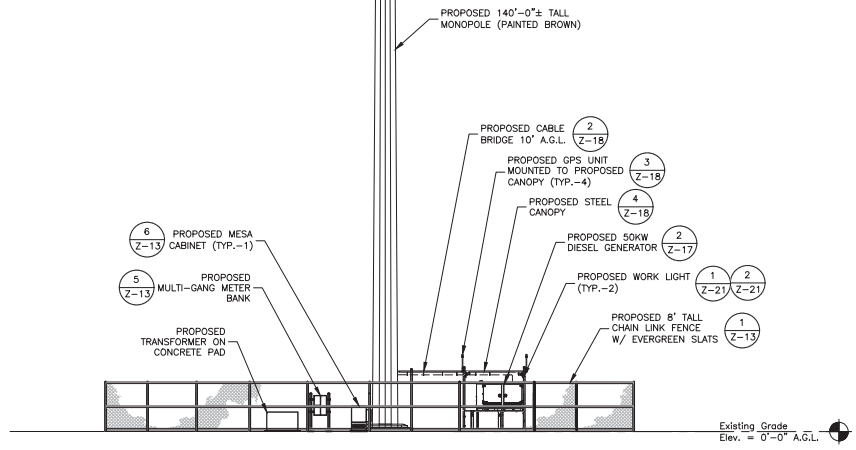 PROPOSED 140'-0"± TALL
MONOPOLE (PAINTED BROWN)
PROPOSED CABLE
BRIDGE 10' A.G.L.
2
Z-18
PROPOSED GPS UNIT
MOUNTED TO PROPOSED
CANOPY (TYP.-4)
3
Z-18
PROPOSED STEEL
CANOPY
4
Z-18
6
Z-13
PROPOSED MESA
CABINET (TYP.-1)
PROPOSED 50KW
DIESEL GENERATOR
2
Z-17
5
Z-13
PROPOSED
MULTI-GANG METER
BANK
PROPOSED WORK LIGHT
(TYP.-2)
1
Z-21
2
Z-21
PROPOSED
TRANSFORMER ON
CONCRETE PAD
PROPOSED 8' TALL
CHAIN LINK FENCE
W/ EVERGREEN SLATS
1
Z-13
Existing Grade
Elev. = 0'-0" A.G.L.